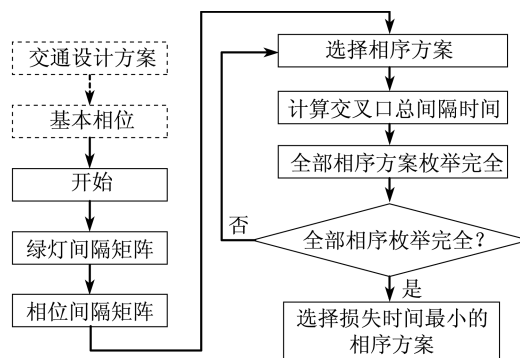 交通设计方案
基本相位
开始
绿灯间隔矩阵
相位间隔矩阵
选择相序方案
计算交叉口总间隔时间
全部相序方案枚举完全
全部相序枚举完全?
否
是
选择损失时间最小的
相序方案